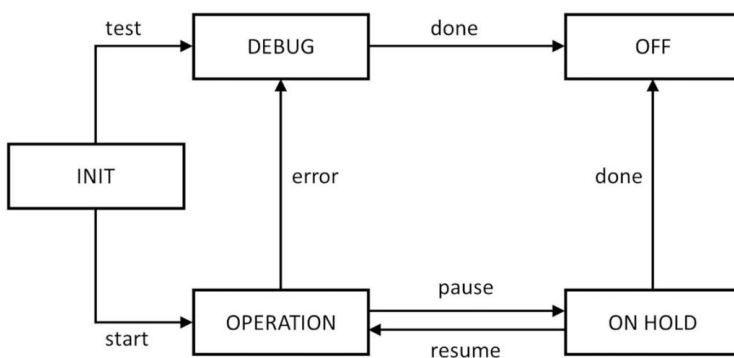 test
DEBUG
done
OFF
INIT
error
done
start
OPERATION
pause
resume
ON HOLD